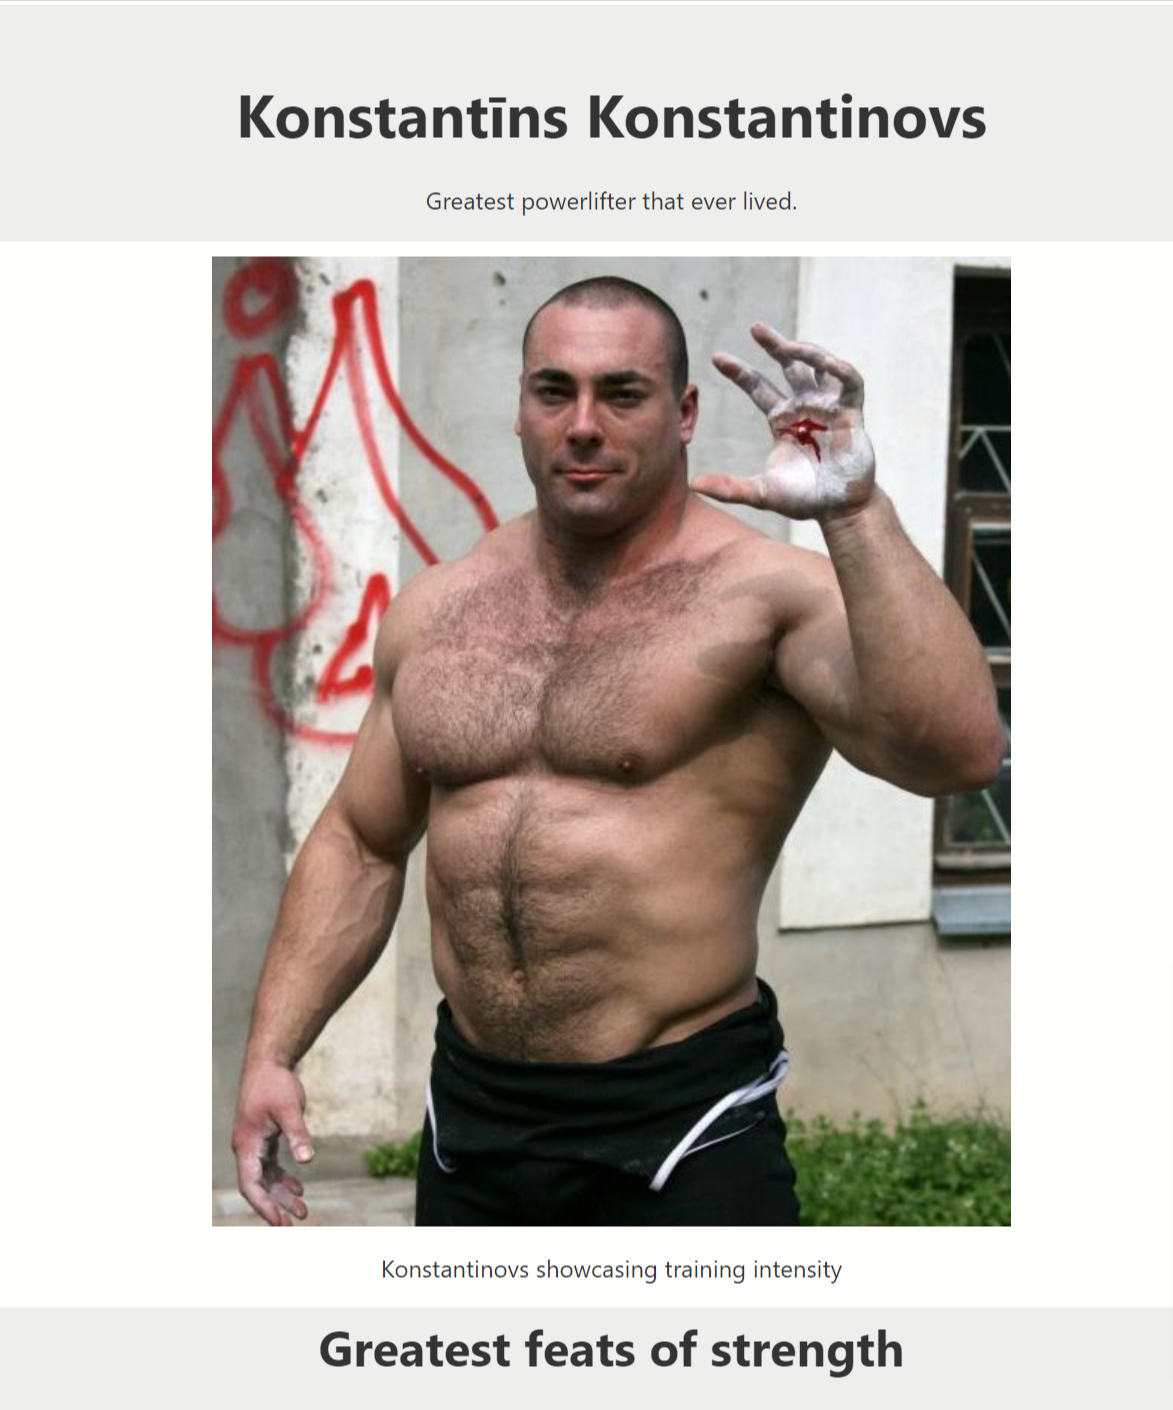 Konstantīns Konstantinovs
Greatest powerlifter that ever lived.
Konstantinovs showcasing training intensity
Greatest feats of strength